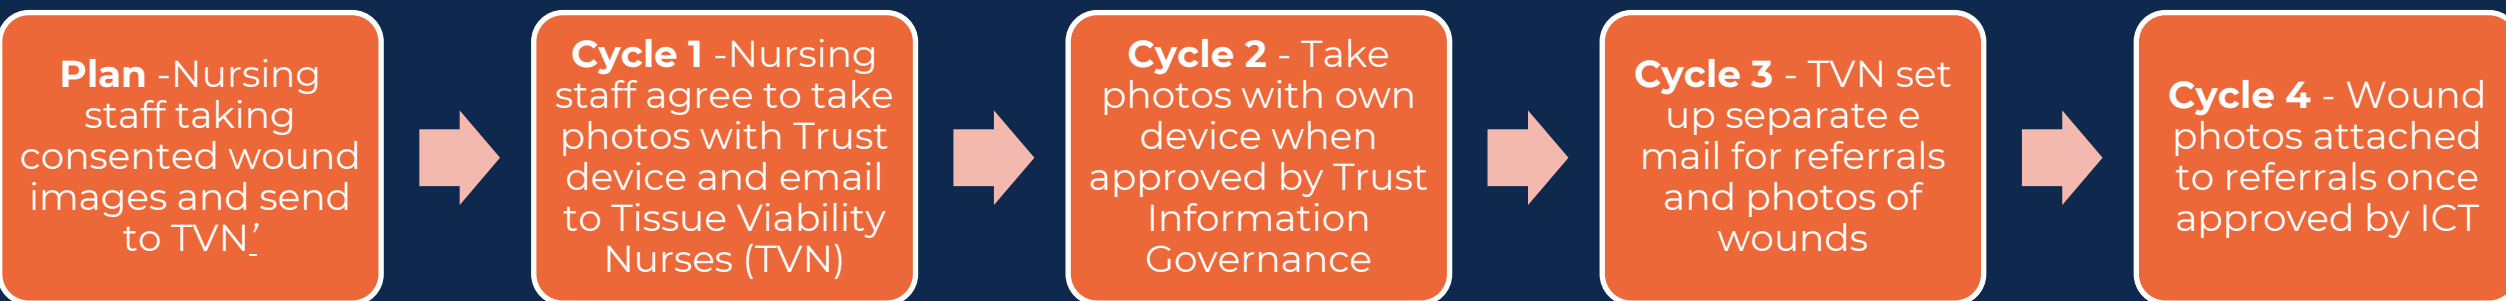 Plan -Nursing
staff taking
consented wound
images and send
to TVN.’
Cycle 1 -Nursing
staff agree to take
photos with Trust
device and email
to Tissue Viability
Nurses (TVN)
Cycle 2 - Take
photos with own
device when
approved by Trust
Information
Governance
Cycle 3 - TVN set
up separate e
mail for referrals
and photos of
wounds
Cycle 4 - Wound
photos attached
to referrals once
approved by ICT